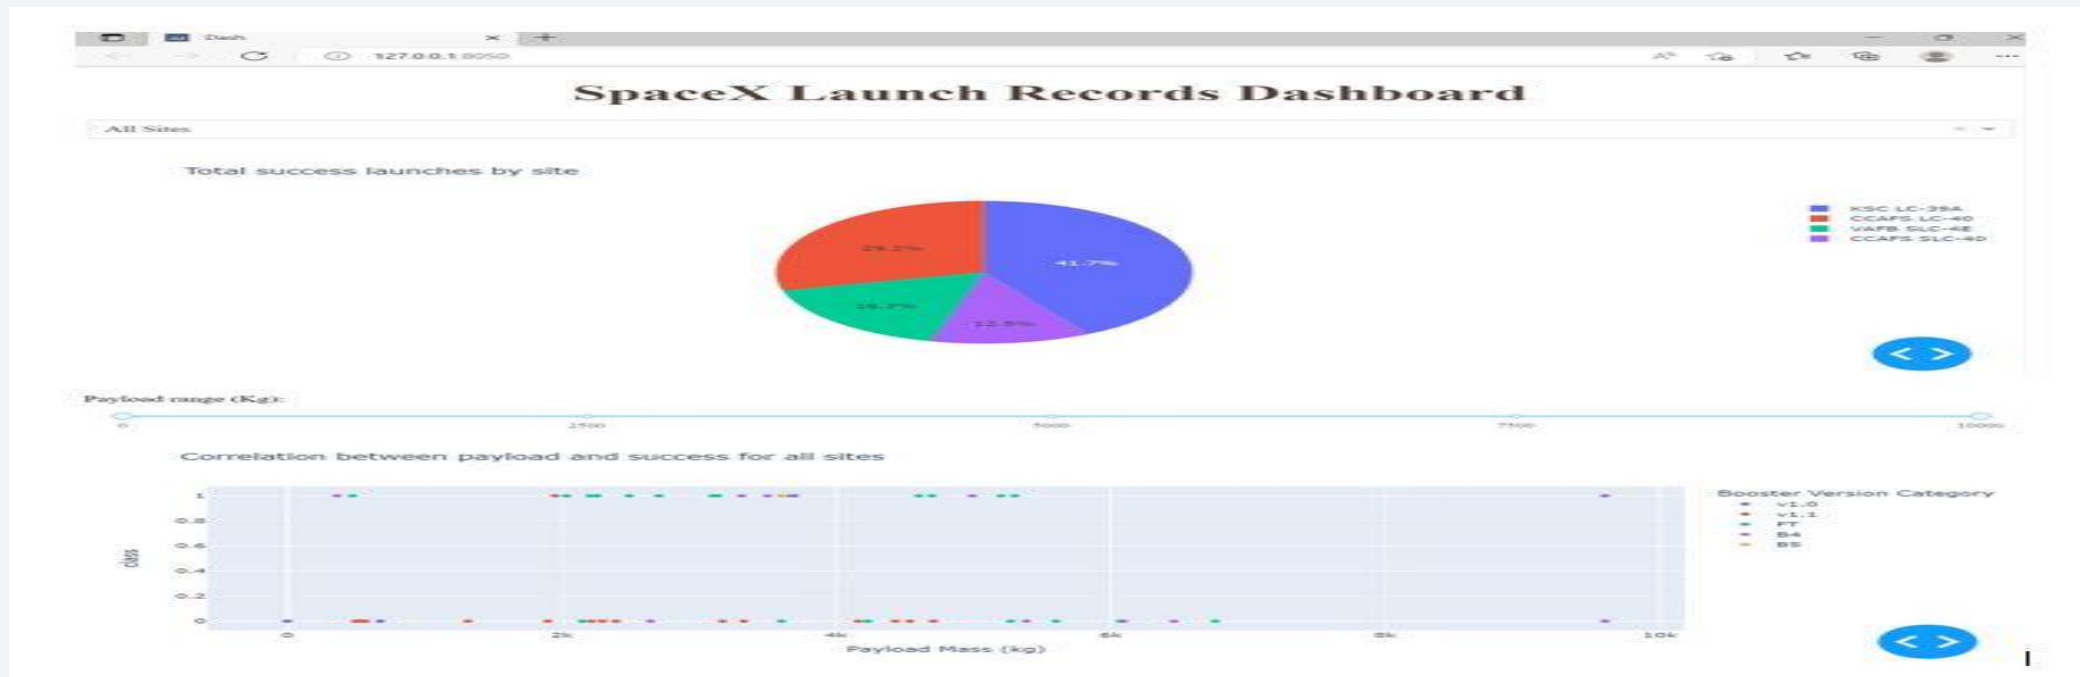 Dash
127.0.0.1:8050
SpaceX Launch Records Dashboard
All Sites
Total success launches by site
KSC LC-39A
CCAFS LC-40
VAFB SLC-4E
CCAFS SLC-40
29.2%
41.7%
16.7%
12.5%
Payload range (Kg):
0 2500 5000 7500 10000
Correlation between payload and success for all sites
Booster Version Category
v1.0
v1.1
FT
B4
B5
1
0.8
0.6
0.4
0.2
0
class
0 2k 4k 6k 8k 10k
Payload Mass (kg)